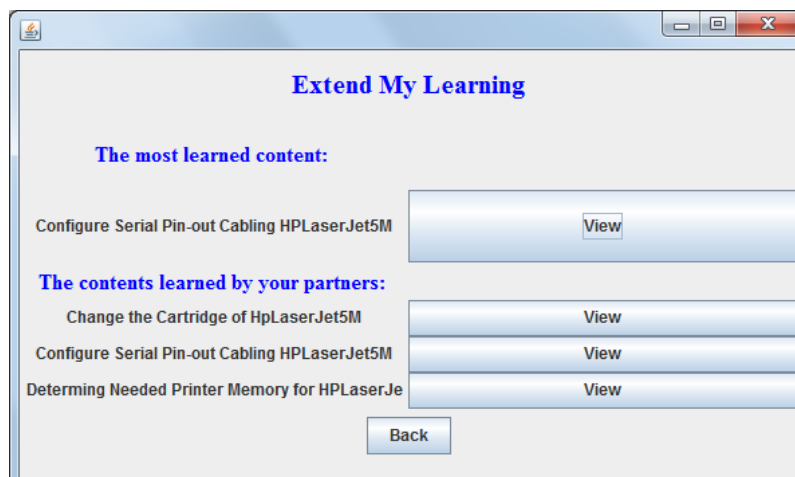 Extend My Learning
The most learned content:
Configure Serial Pin-out Cabling HPLaserJet5M View
The contents learned by your partners:
Change the Cartridge of HpLaserJet5M View
Configure Serial Pin-out Cabling HPLaserJet5M View
Determing Needed Printer Memory for HPLaserJe View
Back